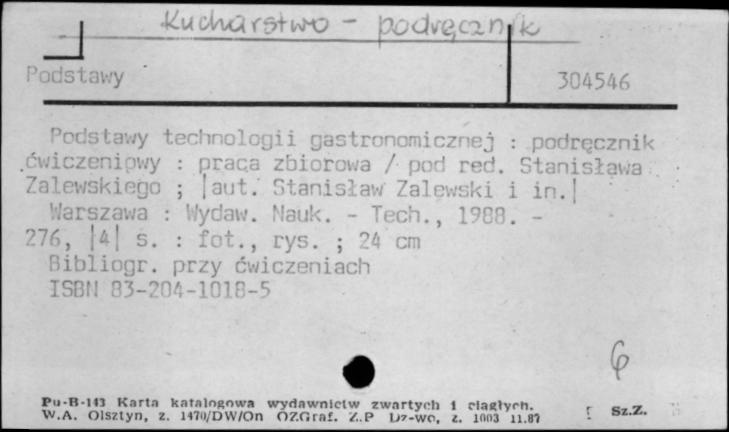 Kucharstwo - podręcznik
Podstawy
304546
Podstawy technologii gastronomicznej : podręcznik
ćwiczeniowy : praca zbiorowa / pod red. Stanisława
Zalewskiego ; |aut. Stanisław Zalewski i in.|
Warszawa : Wydaw. Nauk. - Tech., 1988. -
276, |4| s. : fot., rys. ; 24 cm
Bibliogr. przy ćwiczeniach
ISBN 83-204-1018-5
6
Pu-B-143 Karta katalogowa wydawnictw zwartych i ciągłych.
W.A. Olsztyn, z. 1470/DW/On OZGraf. Z.P Dz-wo, z. 1003 11.87
Sz.Z.